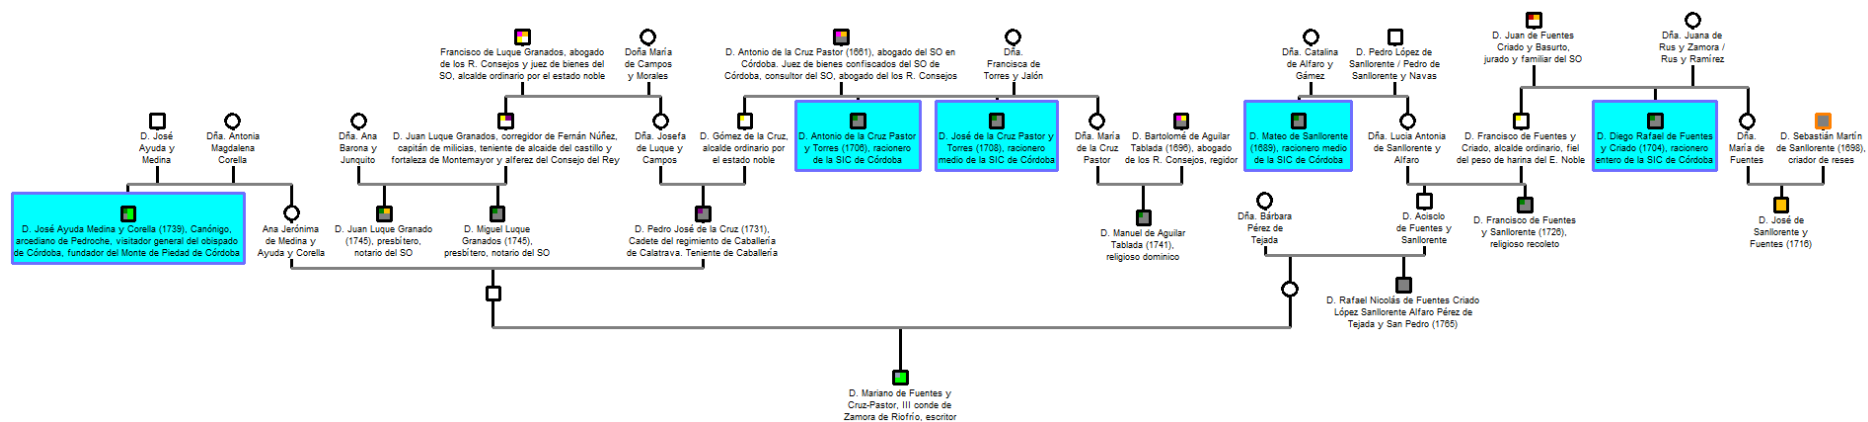 Francisco de Luque Granados, abogado
de los R. Consejos y juez de bienes del
SO, alcalde ordinario por el estado noble
Doña María
de Campos
y Morales
D. Antonio de la Cruz Pastor (1661), abogado del SO en
Córdoba. Juez de bienes confiscados del SO de
Córdoba, consultor del SO, abogado del los R. Consejos
Dña.
Francisca de
Torres y Jalón
Dña. Catalina
de Alfaro y
Gámez
D. Pedro López de
Sanllorente / Pedro de
Sanllorente y Navas
D. Juan de Fuentes
Criado y Basurto,
jurado y familiar del SO
Dña. Juana de
Rus y Zamora /
Rus y Ramírez
D. José
Ayuda y
Medina
Dña. Antonia
Magdalena
Corella
Dña. Ana
Barona y
Junquito
D. Juan Luque Granados, corregidor de Fernán Núñez,
capitán de milicias, teniente de alcaide del castillo y
fortaleza de Montemayor y alferez del Consejo del Rey
Dña. Josefa
de Luque y
Campos
D. Gómez de la Cruz,
alcalde ordinario por
el estado noble
D. Antonio de la Cruz Pastor
y Torres (1706), racionero
de la SIC de Córdoba
D. José de la Cruz Pastor y
Torres (1708), racionero
medio de la SIC de Córdoba
Dña. María
de la Cruz
Pastor
D. Bartolomé de Aguilar
Tablada (1696), abogado
de los R. Consejos, regidor
D. Mateo de Sanllorente
(1689), racionero medio
de la SIC de Córdoba
Dña. Lucia Antonia
de Sanllorente y
Alfaro
D. Francisco de Fuentes y
Criado, alcalde ordinario, fiel
del peso de harina del E. Noble
D. Diego Rafael de Fuentes
y Criado (1704), racionero
entero de la SIC de Córdoba
Dña.
María de
Fuentes
D. Sebastián Martín
de Sanllorente (1698),
criador de reses
D. José Ayuda Medina y Corella (1739), Canónigo,
arcediano de Pedroche, visitador general del obispado
de Córdoba, fundador del Monte de Piedad de Córdoba
Ana Jerónima
de Medina y
Ayuda y Corella
D. Juan Luque Granado
(1745), presbítero,
notario del SO
D. Miguel Luque
Granados (1745),
presbítero, notario del SO
D. Pedro José de la Cruz (1731),
Cadete del regimiento de Caballería
de Calatrava. Teniente de Caballería
D. Manuel de Aguilar
Tablada (1741),
religioso dominico
Dña. Bárbara
Pérez de
Tejada
D. Acisolo
de Fuentes y
Sanllorente
D. Francisco de Fuentes
y Sanllorente (1726),
religioso recoleto
D. José de
Sanllorente y
Fuentes (1716)
D. Rafael Nicolás de Fuentes Criado
López Sanllorente Alfaro Pérez de
Tejada y San Pedro (1765)
D. Mariano de Fuentes y
Cruz-Pastor, III conde de
Zamora de Riofrío, escritor